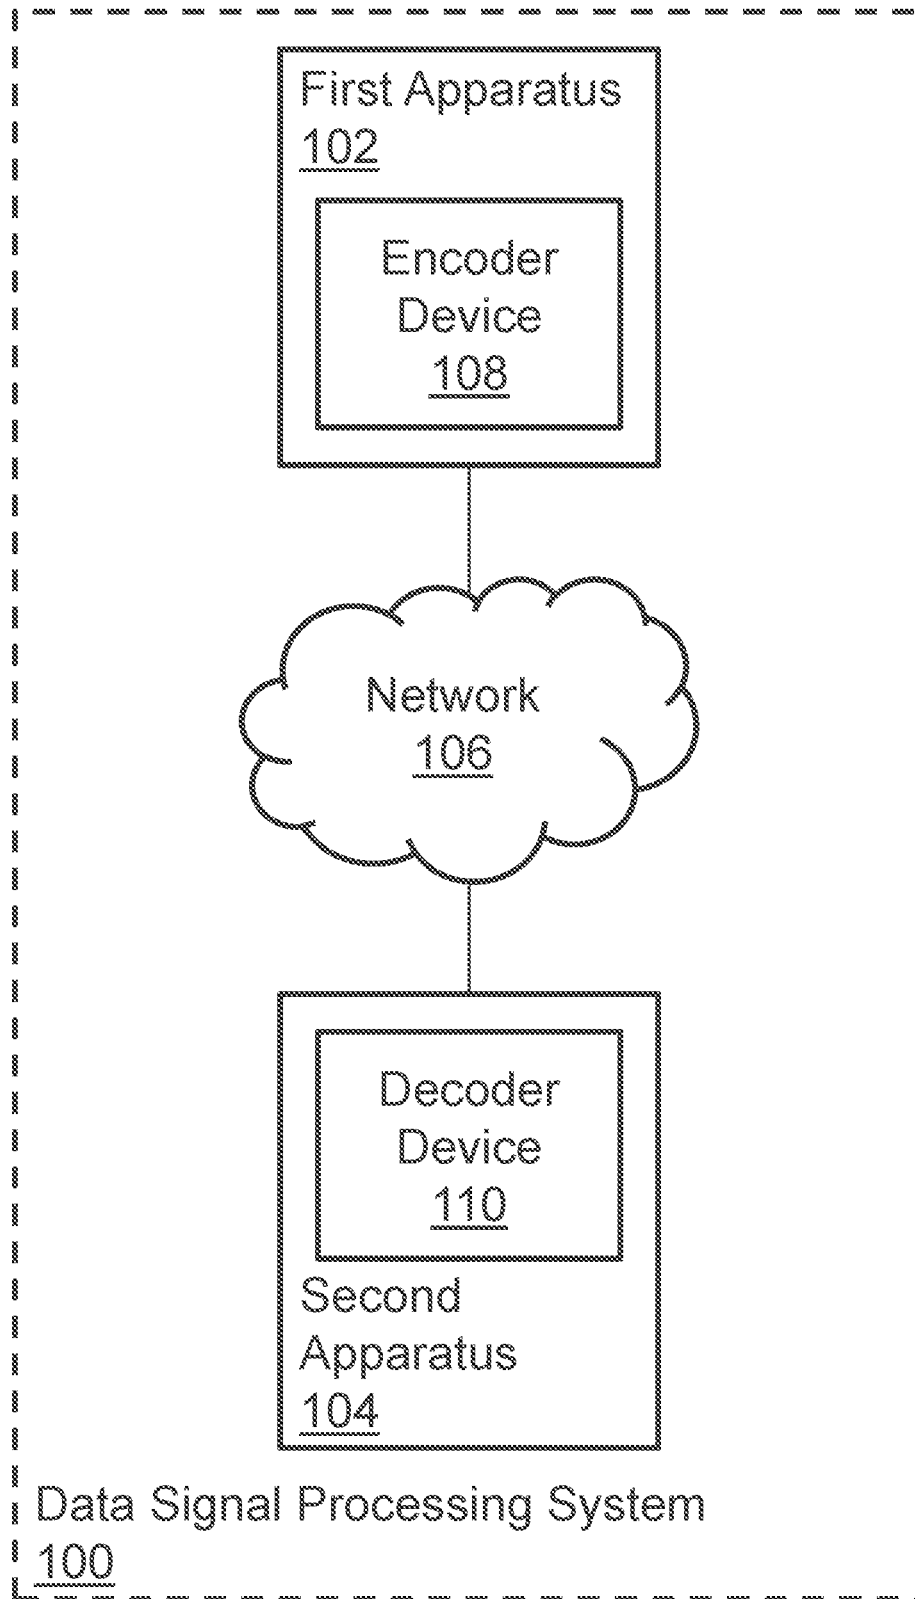 First Apparatus
102
Encoder
Device
108
Network
106
Decoder
Device
110
Second
Apparatus
104
Data Signal Processing System
100